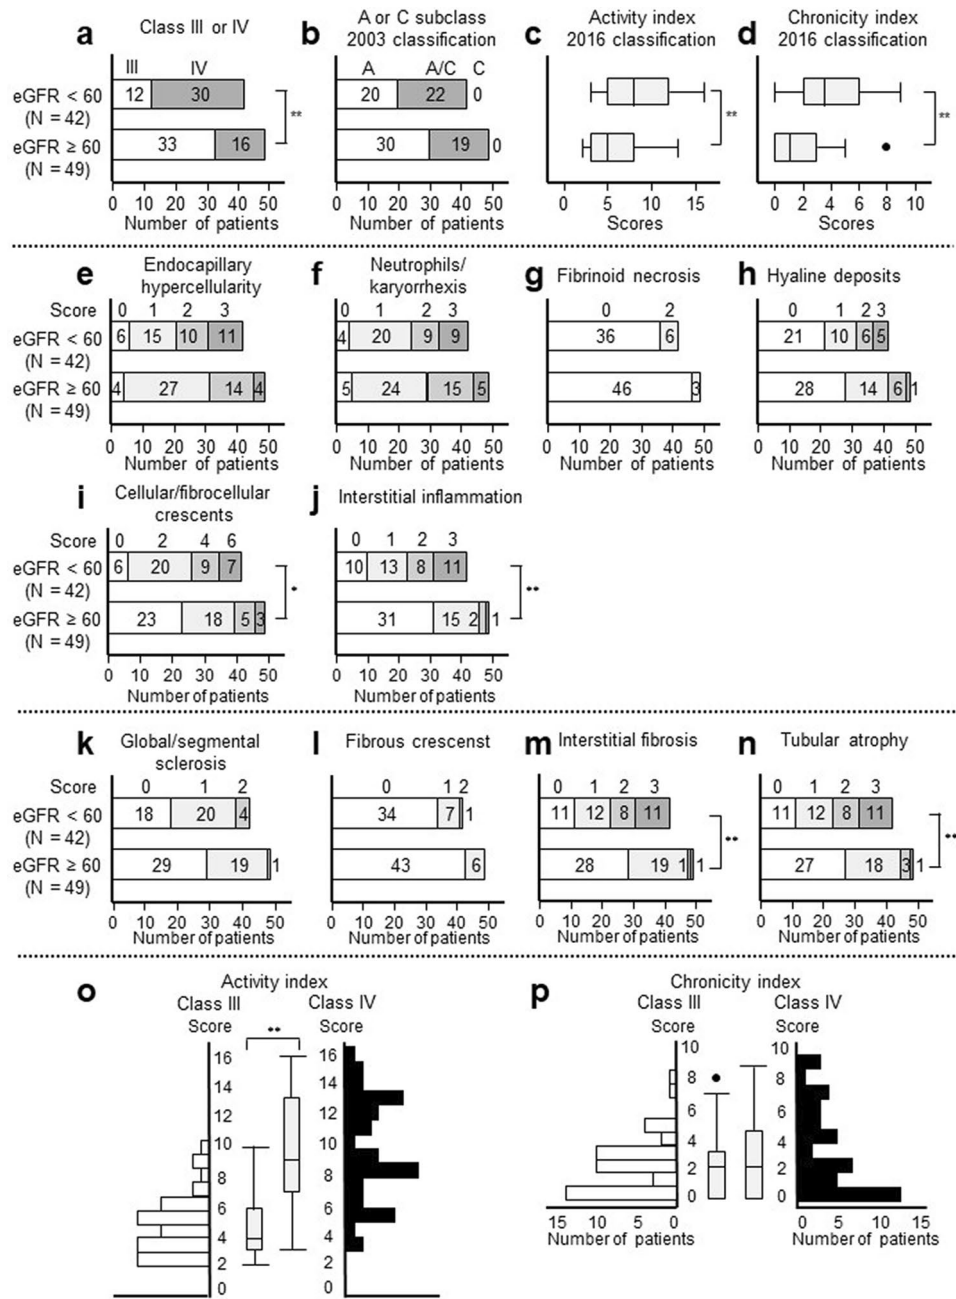 a Class III or IV
III IV
eGFR < 60 (N = 42) 12 30
**
eGFR ≥ 60 (N = 49) 33 16
0 10 20 30 40 50
Number of patients
b A or C subclass
2003 classification
A A/C C
20 22 0
30 19 0
0 10 20 30 40 50
Number of patients
c Activity index
2016 classification
**
0 5 10 15
Scores
d Chronicity index
2016 classification
**
0 2 4 6 8 10
Scores
e Endocapillary
hypercellularity
Score 0 1 2 3
eGFR < 60 (N = 42) 6 15 10 11
eGFR ≥ 60 (N = 49) 4 27 14 4
0 10 20 30 40 50
Number of patients
f Neutrophils/
karyorrhexis
0 1 2 3
4 20 9 9
5 24 15 5
0 10 20 30 40 50
Number of patients
g Fibrinoid necrosis
0 2
36 6
46 3
0 10 20 30 40 50
Number of patients
h Hyaline deposits
0 1 2 3
21 10 6 5
28 14 6 1
0 10 20 30 40 50
Number of patients
i Cellular/fibrocellular
crescents
Score 0 2 4 6
eGFR < 60 (N = 42) 6 20 9 7
*
eGFR ≥ 60 (N = 49) 23 18 5 3
0 10 20 30 40 50
Number of patients
j Interstitial inflammation
0 1 2 3
10 13 8 11
**
31 15 2 1
0 10 20 30 40 50
Number of patients
k Global/segmental
sclerosis
Score 0 1 2
eGFR < 60 (N = 42) 18 20 4
eGFR ≥ 60 (N = 49) 29 19 1
0 10 20 30 40 50
Number of patients
l Fibrous crescenst
0 1 2
34 7 1
43 6
0 10 20 30 40 50
Number of patients
m Interstitial fibrosis
0 1 2 3
11 12 8 11
**
28 19 1 1
0 10 20 30 40 50
Number of patients
n Tubular atrophy
0 1 2 3
11 12 8 11
**
27 18 3 1
0 10 20 30 40 50
Number of patients
o Activity index
Class III Class IV
Score ** Score
16 16
14 14
12 12
10 10
8 8
6 6
4 4
2 2
0 0
p Chronicity index
Class III Class IV
Score Score
10 10
8 8
6 6
4 4
2 2
0 0
15 10 5 0 0 5 10 15
Number of patients Number of patients